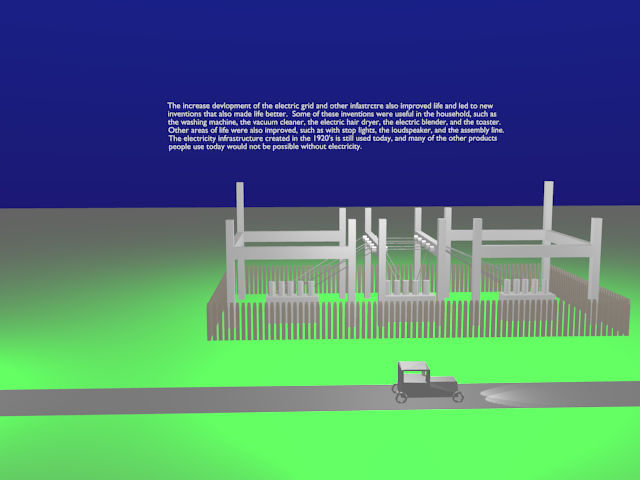 The increase devlopment of the electric grid and other infastrctre also improved life and led to new
inventions that also made life better.  Some of these inventions were useful in the household, such as
the washing machine, the vacuum cleaner, the electric hair dryer, the electric blender, and the toaster.
Other areas of life were also improved, such as with stop lights, the loudspeaker, and the assembly line.
The electricity infrastructure created in the 1920's is still used today, and many of the other products
people use today would not be possible without electricity.